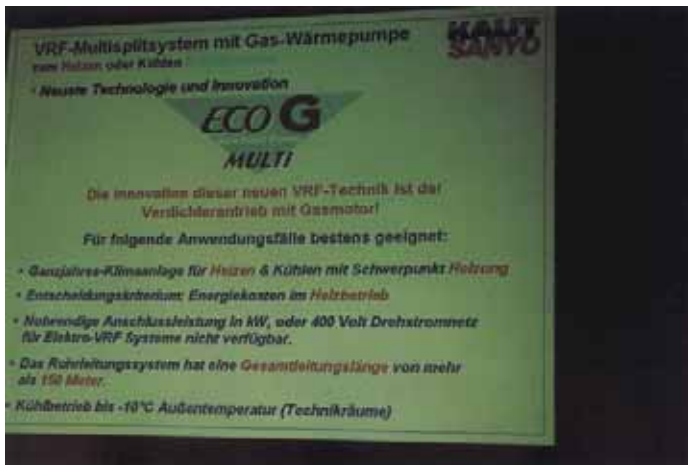 VRF-Multisplitsystem mit Gas-Wärmepumpe
KAUT
SANYO
zum Heizen oder Kühlen
• Neuste Technologie und Innovation
ECO G
MULTi
Die Innovation dieser neuen VRF-Technik ist da!
Verdichterantrieb mit Gasmotor!
Für folgende Anwendungsfälle bestens geeignet:
• Ganzjahres-Klimaanlage für Heizen & Kühlen mit Schwerpunkt Heizung
• Entscheidungskriterium: Energiekosten im Heizbetrieb
• Notwendige Anschlussleistung in kW, oder 400 Volt Drehstromnetz
für Elektro-VRF Systeme nicht verfügbar.
• Das Rohrleitungssystem hat eine Gesamtleitungslänge von mehr
als 150 Meter.
• Kühlbetrieb bis -10°C Außentemperatur (Technikräume)